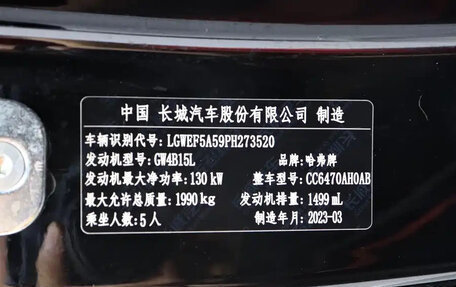 中国 长城汽车股份有限公司 制造
车辆识别代号: LGWEF5A59PH273520
发动机型号: GW4B15L 品牌: 哈弗牌
发动机最大净功率: 130 kW 整车型号: CC6470AH0AB
最大允许总质量: 1990 kg 发动机排量: 1499 mL
乘坐人数: 5 人 制造年月: 2023-03